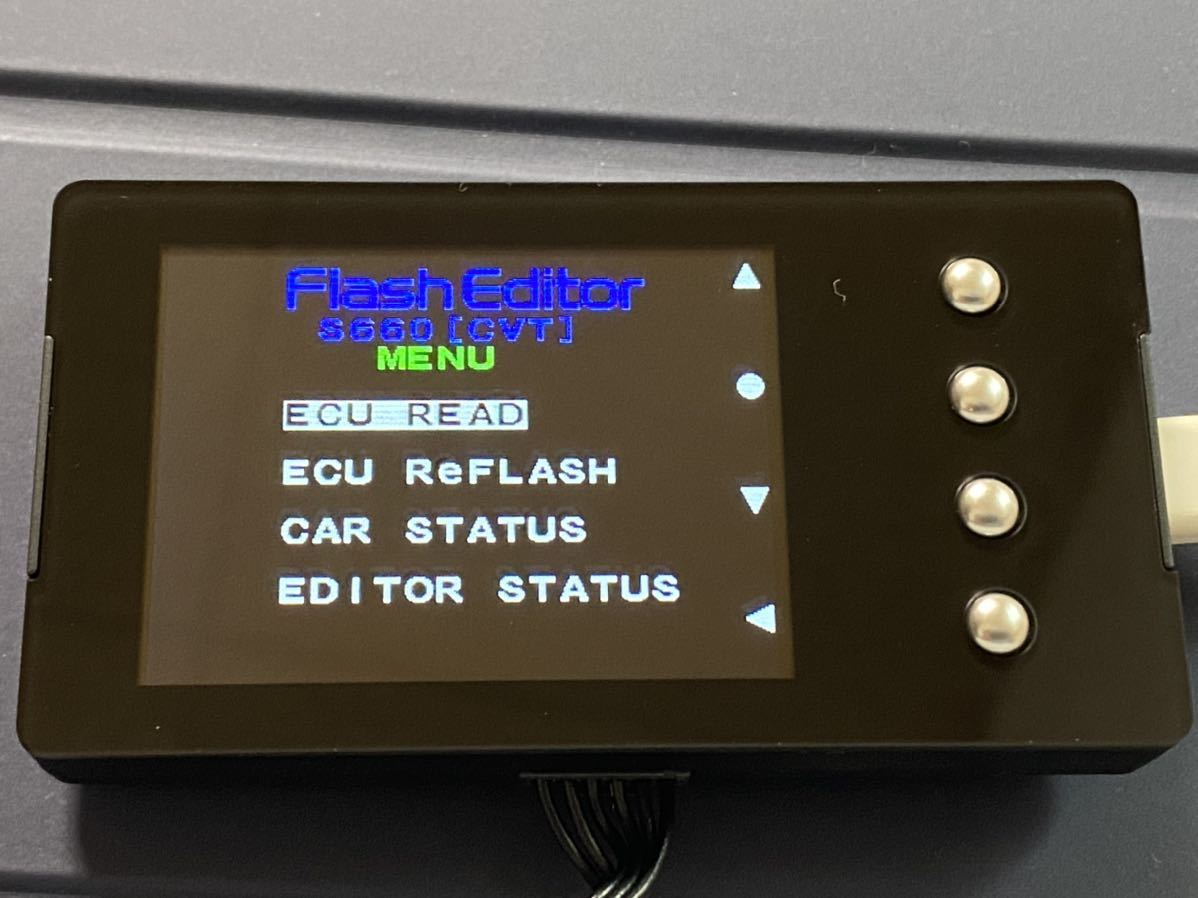 Flash Editor
S660 [CVT]
MENU
ECU READ
ECU ReFLASH
CAR STATUS
EDITOR STATUS